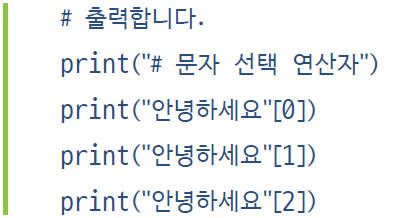 # 출력합니다.
print("# 문자 선택 연산자")
print("안녕하세요"[0])
print("안녕하세요"[1])
print("안녕하세요"[2])